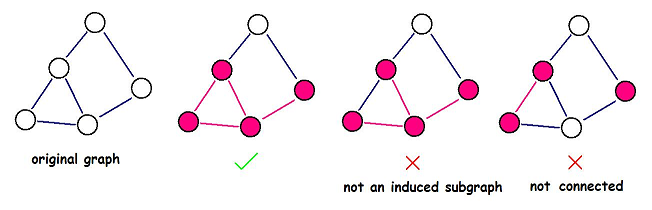 original graph
not an induced subgraph
not connected